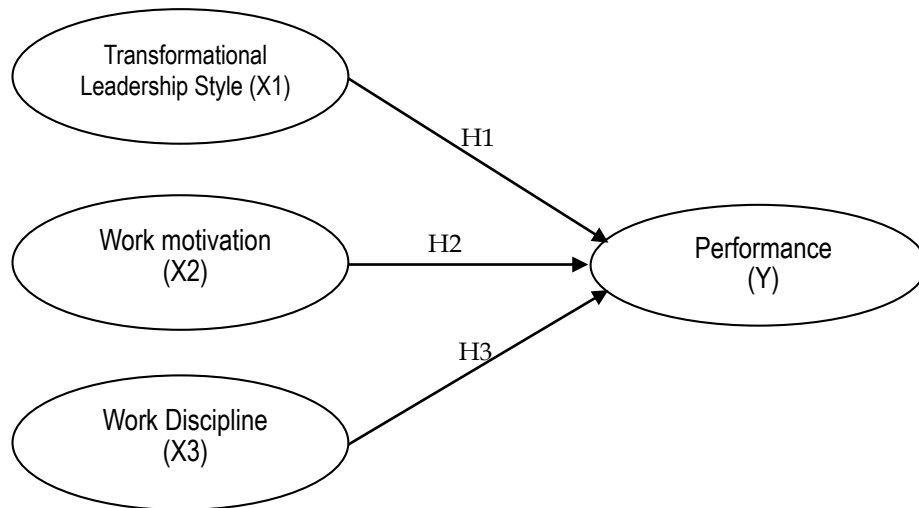 Transformational
Leadership Style (X1)
H1
Work motivation
(X2)
H2
Performance
(Y)
H3
Work Discipline
(X3)